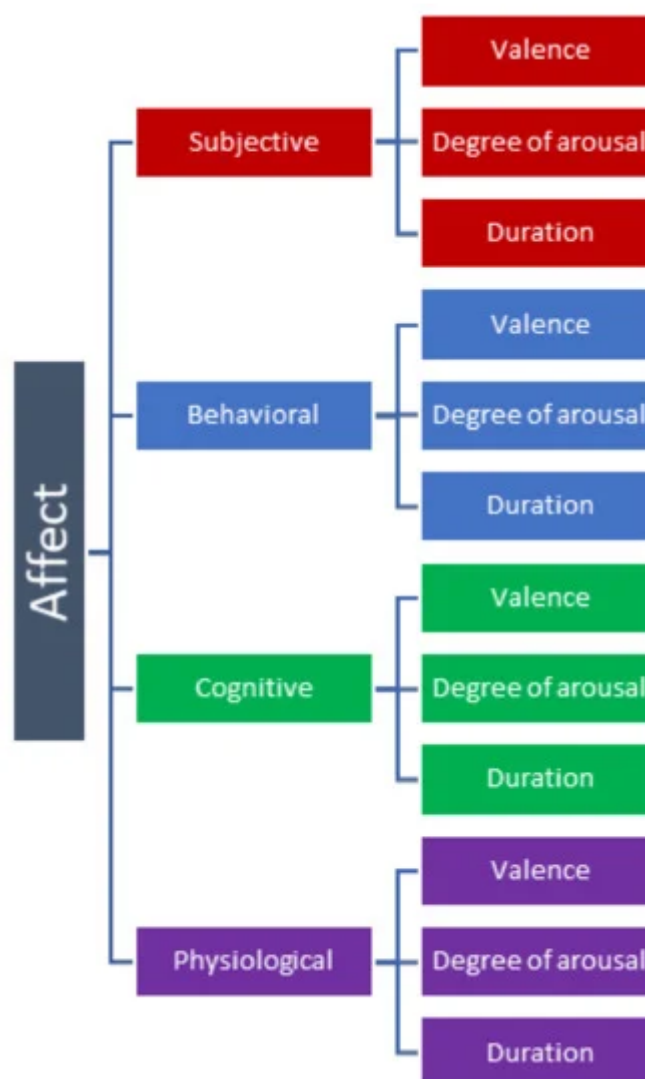 Affect
Subjective
Valence
Degree of arousal
Duration
Behavioral
Valence
Degree of arousal
Duration
Cognitive
Valence
Degree of arousal
Duration
Physiological
Valence
Degree of arousal
Duration